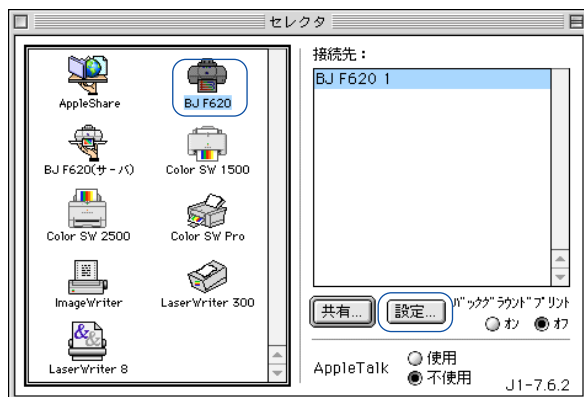 セレクタ
AppleShare
BJ F620
BJ F620(サーバ)
Color SW 1500
Color SW 2500
Color SW Pro
ImageWriter
LaserWriter 300
LaserWriter 8
接続先：
BJ F620 1
共有...
設定...
バックグラウンドプリント
オン
オフ
AppleTalk
使用
不使用
J1-7.6.2